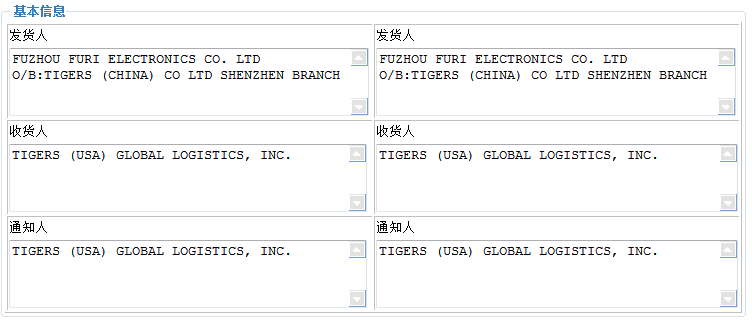 基本信息
发货人
FUZHOU FURI ELECTRONICS CO. LTD
O/B:TIGERS (CHINA) CO LTD SHENZHEN BRANCH
发货人
FUZHOU FURI ELECTRONICS CO. LTD
O/B:TIGERS (CHINA) CO LTD SHENZHEN BRANCH
收货人
TIGERS (USA) GLOBAL LOGISTICS, INC.
收货人
TIGERS (USA) GLOBAL LOGISTICS, INC.
通知人
TIGERS (USA) GLOBAL LOGISTICS, INC.
通知人
TIGERS (USA) GLOBAL LOGISTICS, INC.